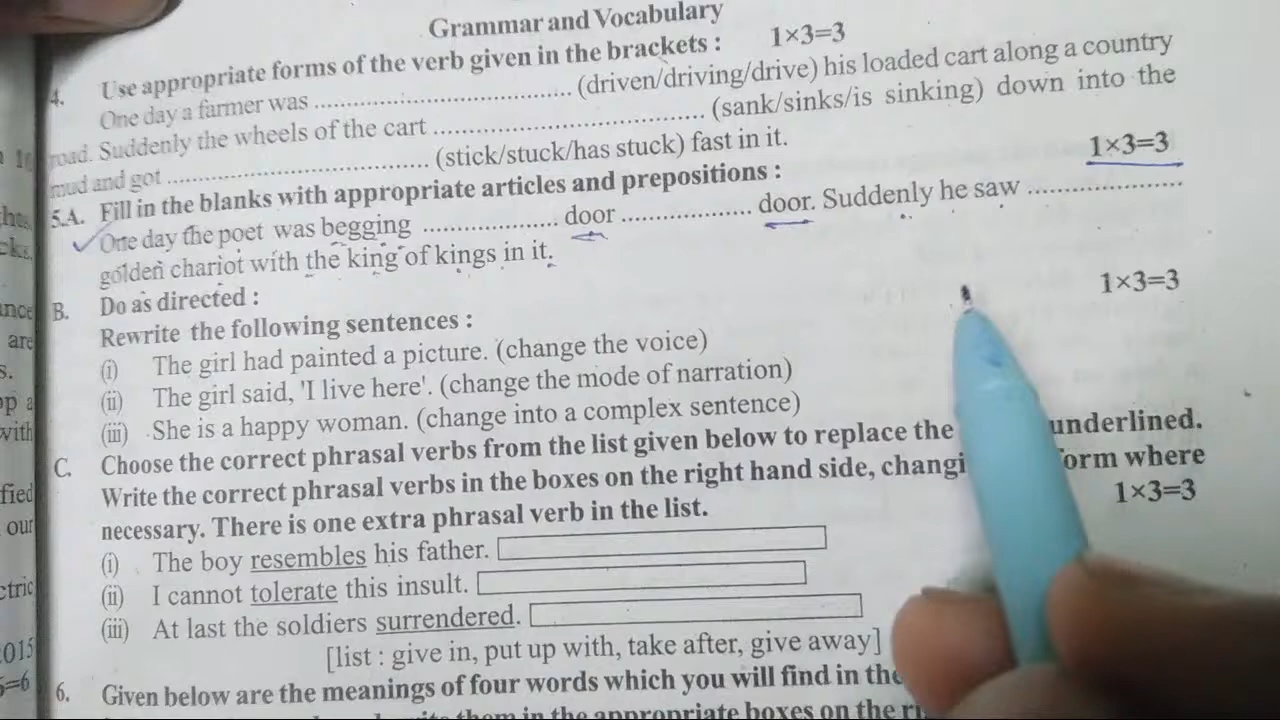 Grammar and Vocabulary
4. Use appropriate forms of the verb given in the brackets : 1×3=3
One day a farmer was .................................... (driven/driving/drive) his loaded cart along a country
road. Suddenly the wheels of the cart ...................................... (sank/sinks/is sinking) down into the
mud and got ..................................... (stick/stuck/has stuck) fast in it.
5.A. Fill in the blanks with appropriate articles and prepositions : 1×3=3
One day the poet was begging ................... door .................. door. Suddenly he saw ......................
golden chariot with the king of kings in it.
B. Do as directed : 1×3=3
Rewrite the following sentences :
(i) The girl had painted a picture. (change the voice)
(ii) The girl said, 'I live here'. (change the mode of narration)
(iii) She is a happy woman. (change into a complex sentence)
C. Choose the correct phrasal verbs from the list given below to replace the underlined.
Write the correct phrasal verbs in the boxes on the right hand side, changi orm where
necessary. There is one extra phrasal verb in the list. 1×3=3
(i) The boy resembles his father.
(ii) I cannot tolerate this insult.
(iii) At last the soldiers surrendered.
[list : give in, put up with, take after, give away]
6. Given below are the meanings of four words which you will find in the
them in the appropriate boxes on the